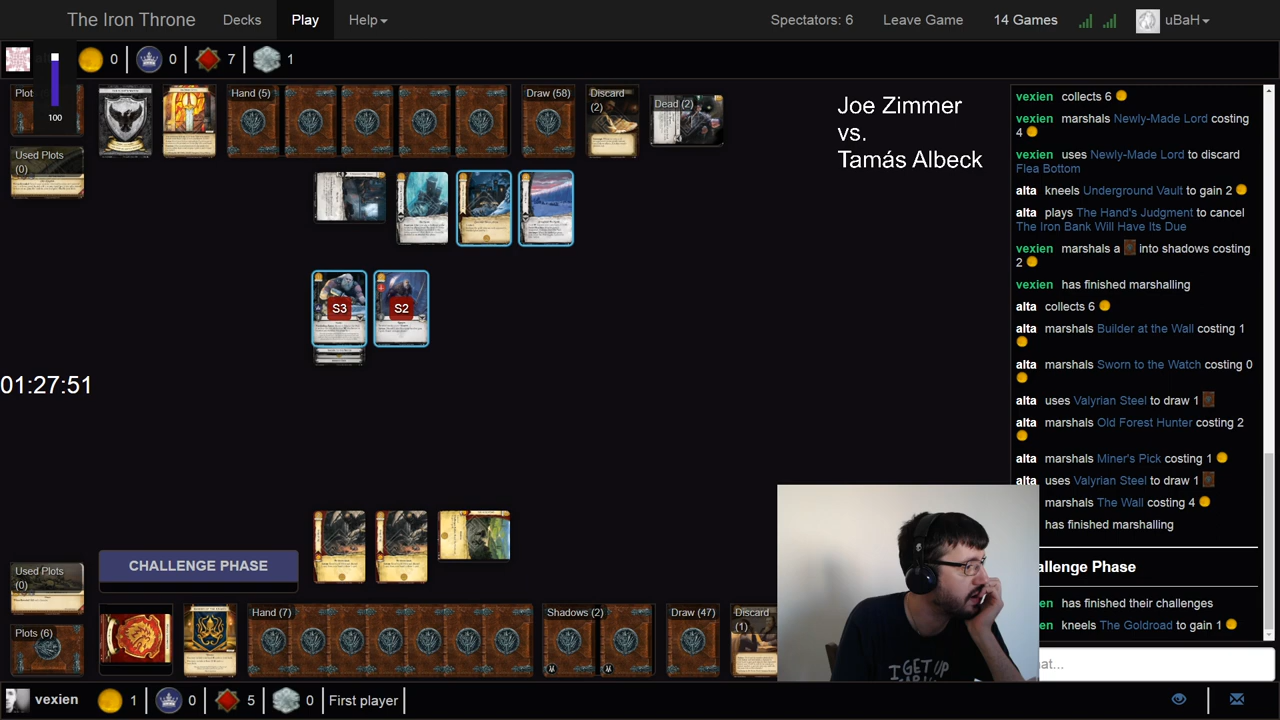 The Iron Throne
Decks
Play
Help
Spectators: 6
Leave Game
14 Games
uBaH
0
0
7
1
100
Hand (5)
Draw (58)
Discard
(2)
Dead (2)
Used Plots
(0)
Joe Zimmer
vs.
Tamás Albeck
S3
S2
01:27:51
CHALLENGE PHASE
Used Plots
(0)
Plots (6)
Hand (7)
Shadows (2)
Draw (47)
Discard
(1)
vexien
1
0
5
0
First player
vexien collects 6
vexien marshals Newly-Made Lord costing
4
vexien uses Newly-Made Lord to discard
Flea Bottom
alta kneels Underground Vault to gain 2
alta plays The Hand's Judgment to cancel
The Iron Bank Will Have Its Due
vexien marshals a into shadows costing
2
vexien has finished marshalling
alta collects 6
alta marshals Builder at the Wall costing 1
alta marshals Sworn to the Watch costing 0
alta uses Valyrian Steel to draw 1
alta marshals Old Forest Hunter costing 2
alta marshals Miner's Pick costing 1
alta uses Valyrian Steel to draw 1
marshals The Wall costing 4
has finished marshalling
allenge Phase
en has finished their challenges
en kneels The Goldroad to gain 1
at...
I GET UP